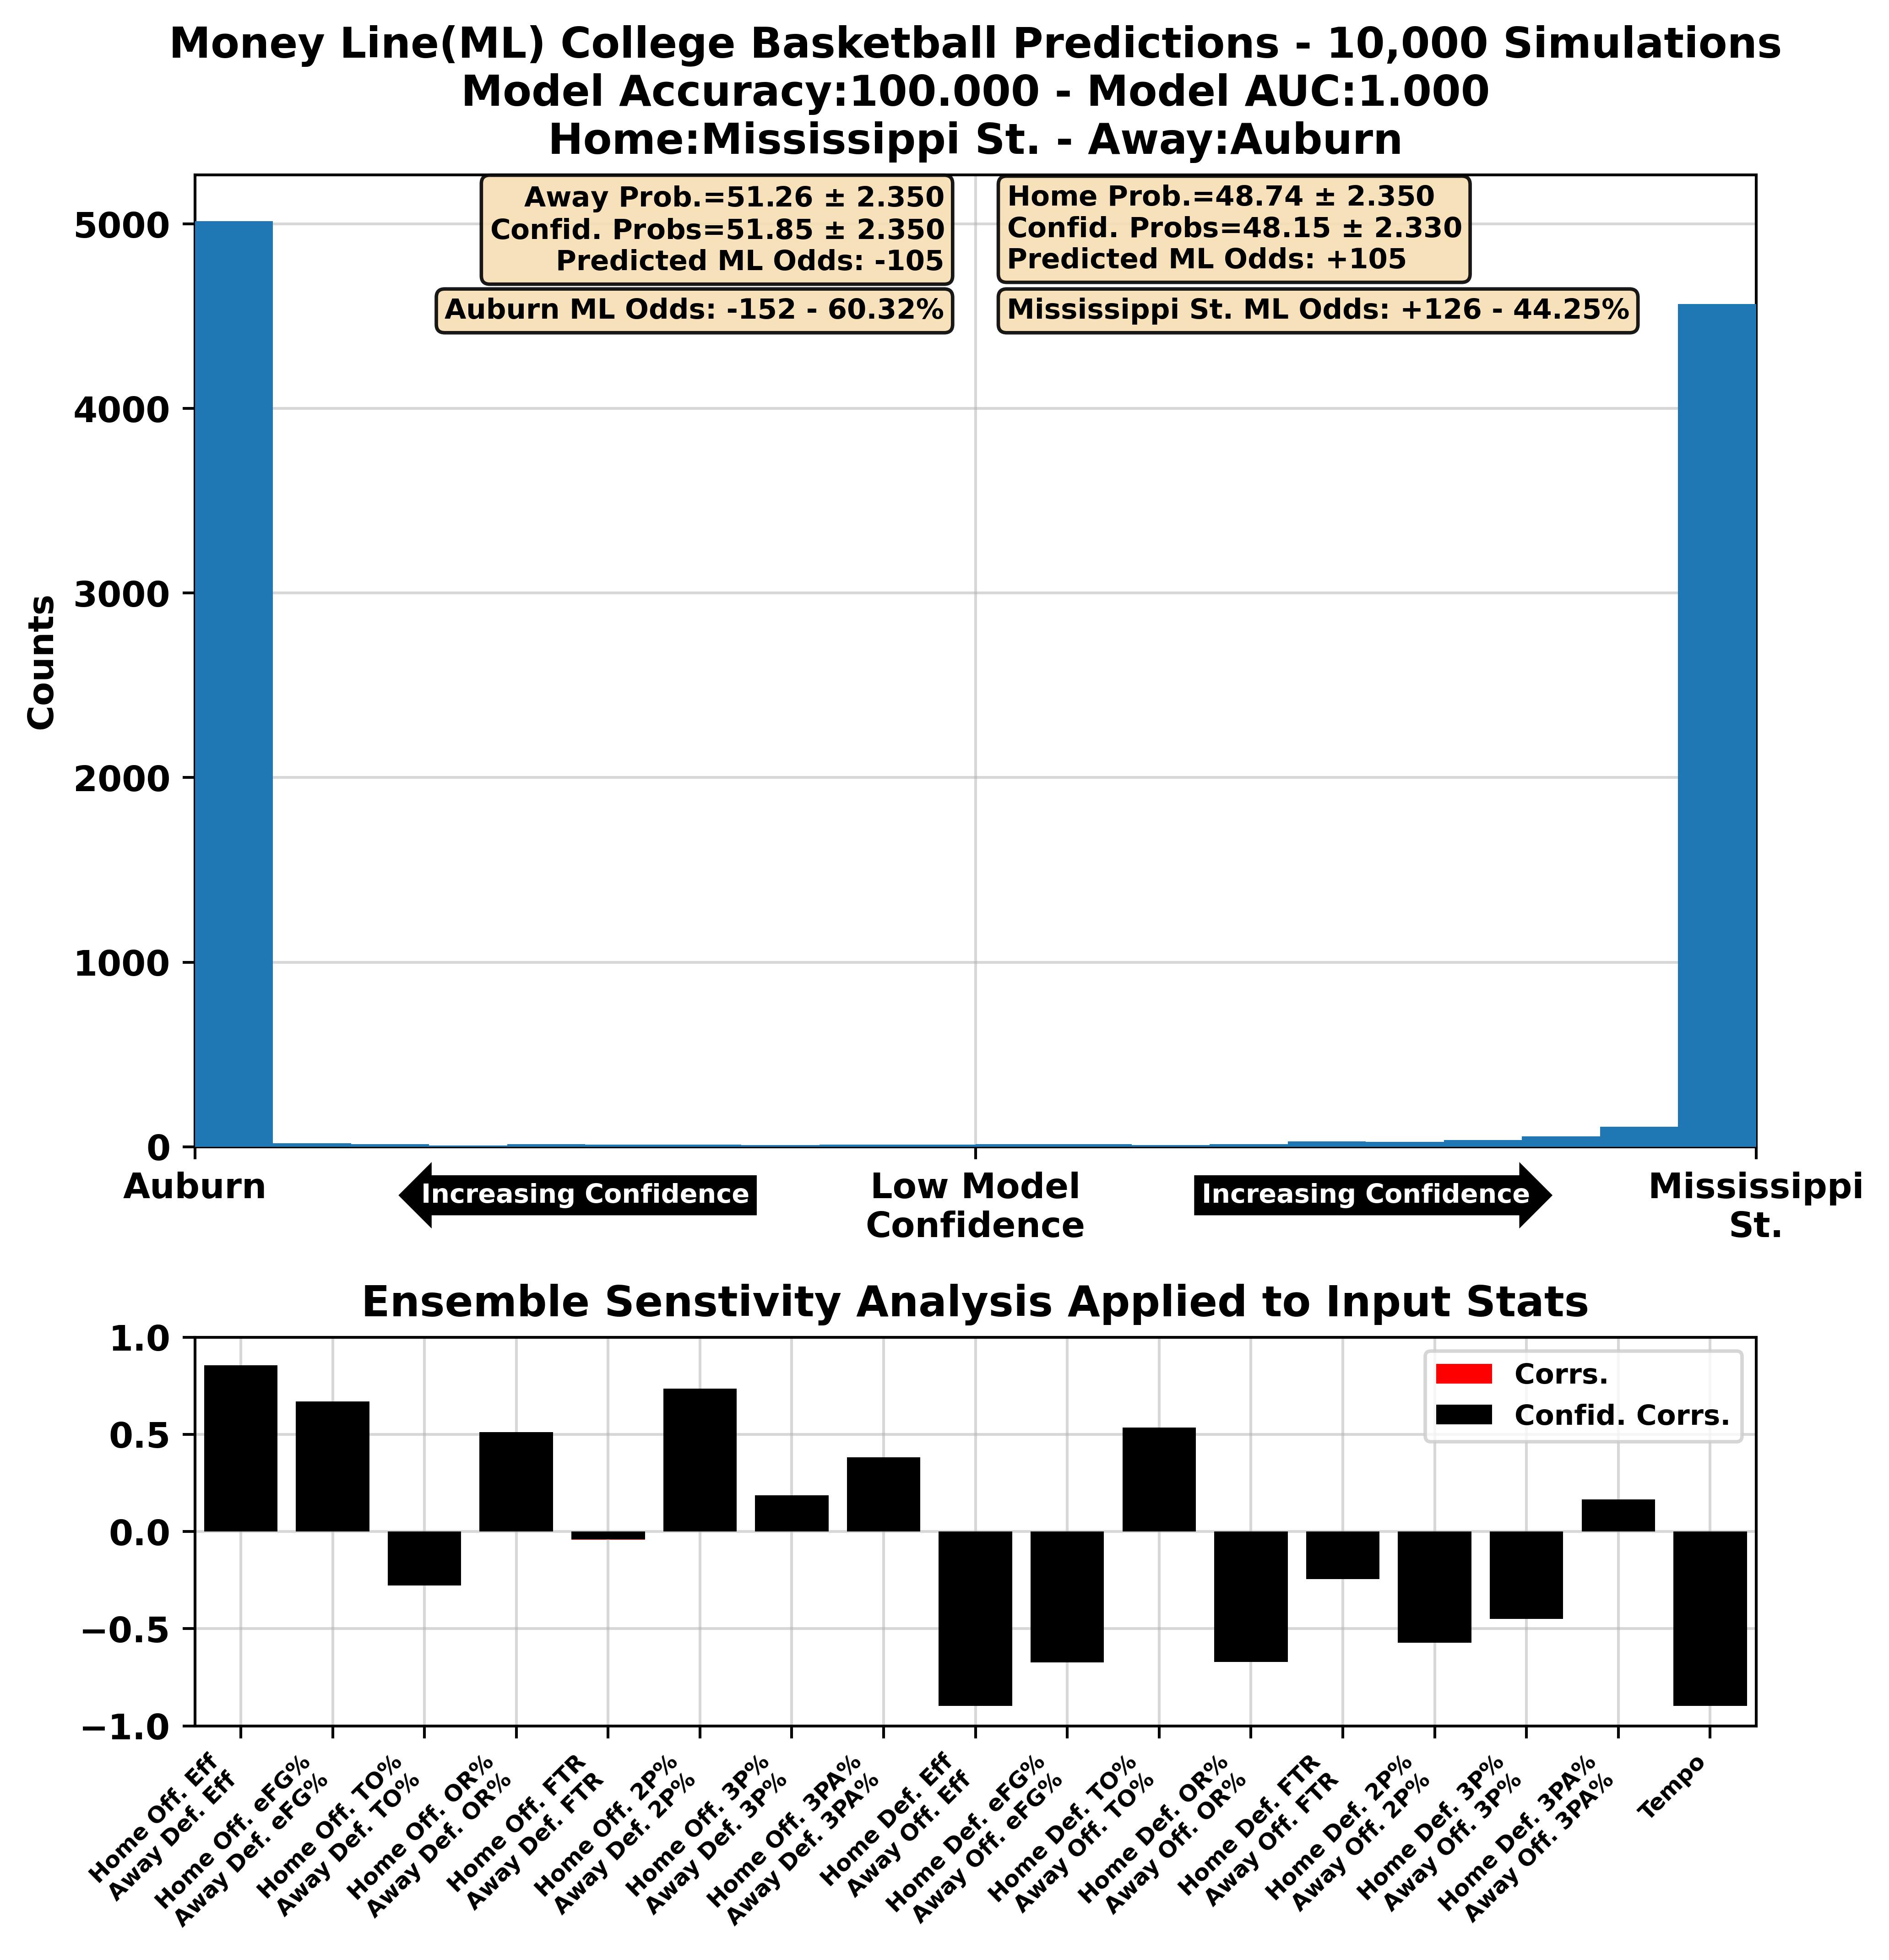 Money Line(ML) College Basketball Predictions - 10,000 Simulations
Model Accuracy:100.000 - Model AUC:1.000
Home:Mississippi St. - Away:Auburn
Away Prob.=51.26 ± 2.350
Confid. Probs=51.85 ± 2.350
Predicted ML Odds: -105
Home Prob.=48.74 ± 2.350
Confid. Probs=48.15 ± 2.330
Predicted ML Odds: +105
Auburn ML Odds: -152 - 60.32%
Mississippi St. ML Odds: +126 - 44.25%
Counts
5000
4000
3000
2000
1000
0
Auburn
Increasing Confidence
Low Model
Confidence
Increasing Confidence
Mississippi
St.
Ensemble Senstivity Analysis Applied to Input Stats
1.0
0.5
0.0
−0.5
−1.0
Corrs.
Confid. Corrs.
Home Off. Eff
Away Def. Eff
Home Off. eFG%
Away Def. eFG%
Home Off. TO%
Away Def. TO%
Home Off. OR%
Away Def. OR%
Home Off. FTR
Away Def. FTR
Home Off. 2P%
Away Def. 2P%
Home Off. 3P%
Away Def. 3P%
Home Off. 3PA%
Away Def. 3PA%
Home Def. Eff
Away Off. Eff
Home Def. eFG%
Away Off. eFG%
Home Def. TO%
Away Off. TO%
Home Def. OR%
Away Off. OR%
Home Def. FTR
Away Off. FTR
Home Def. 2P%
Away Off. 2P%
Home Def. 3P%
Away Off. 3P%
Home Def. 3PA%
Away Off. 3PA%
Tempo